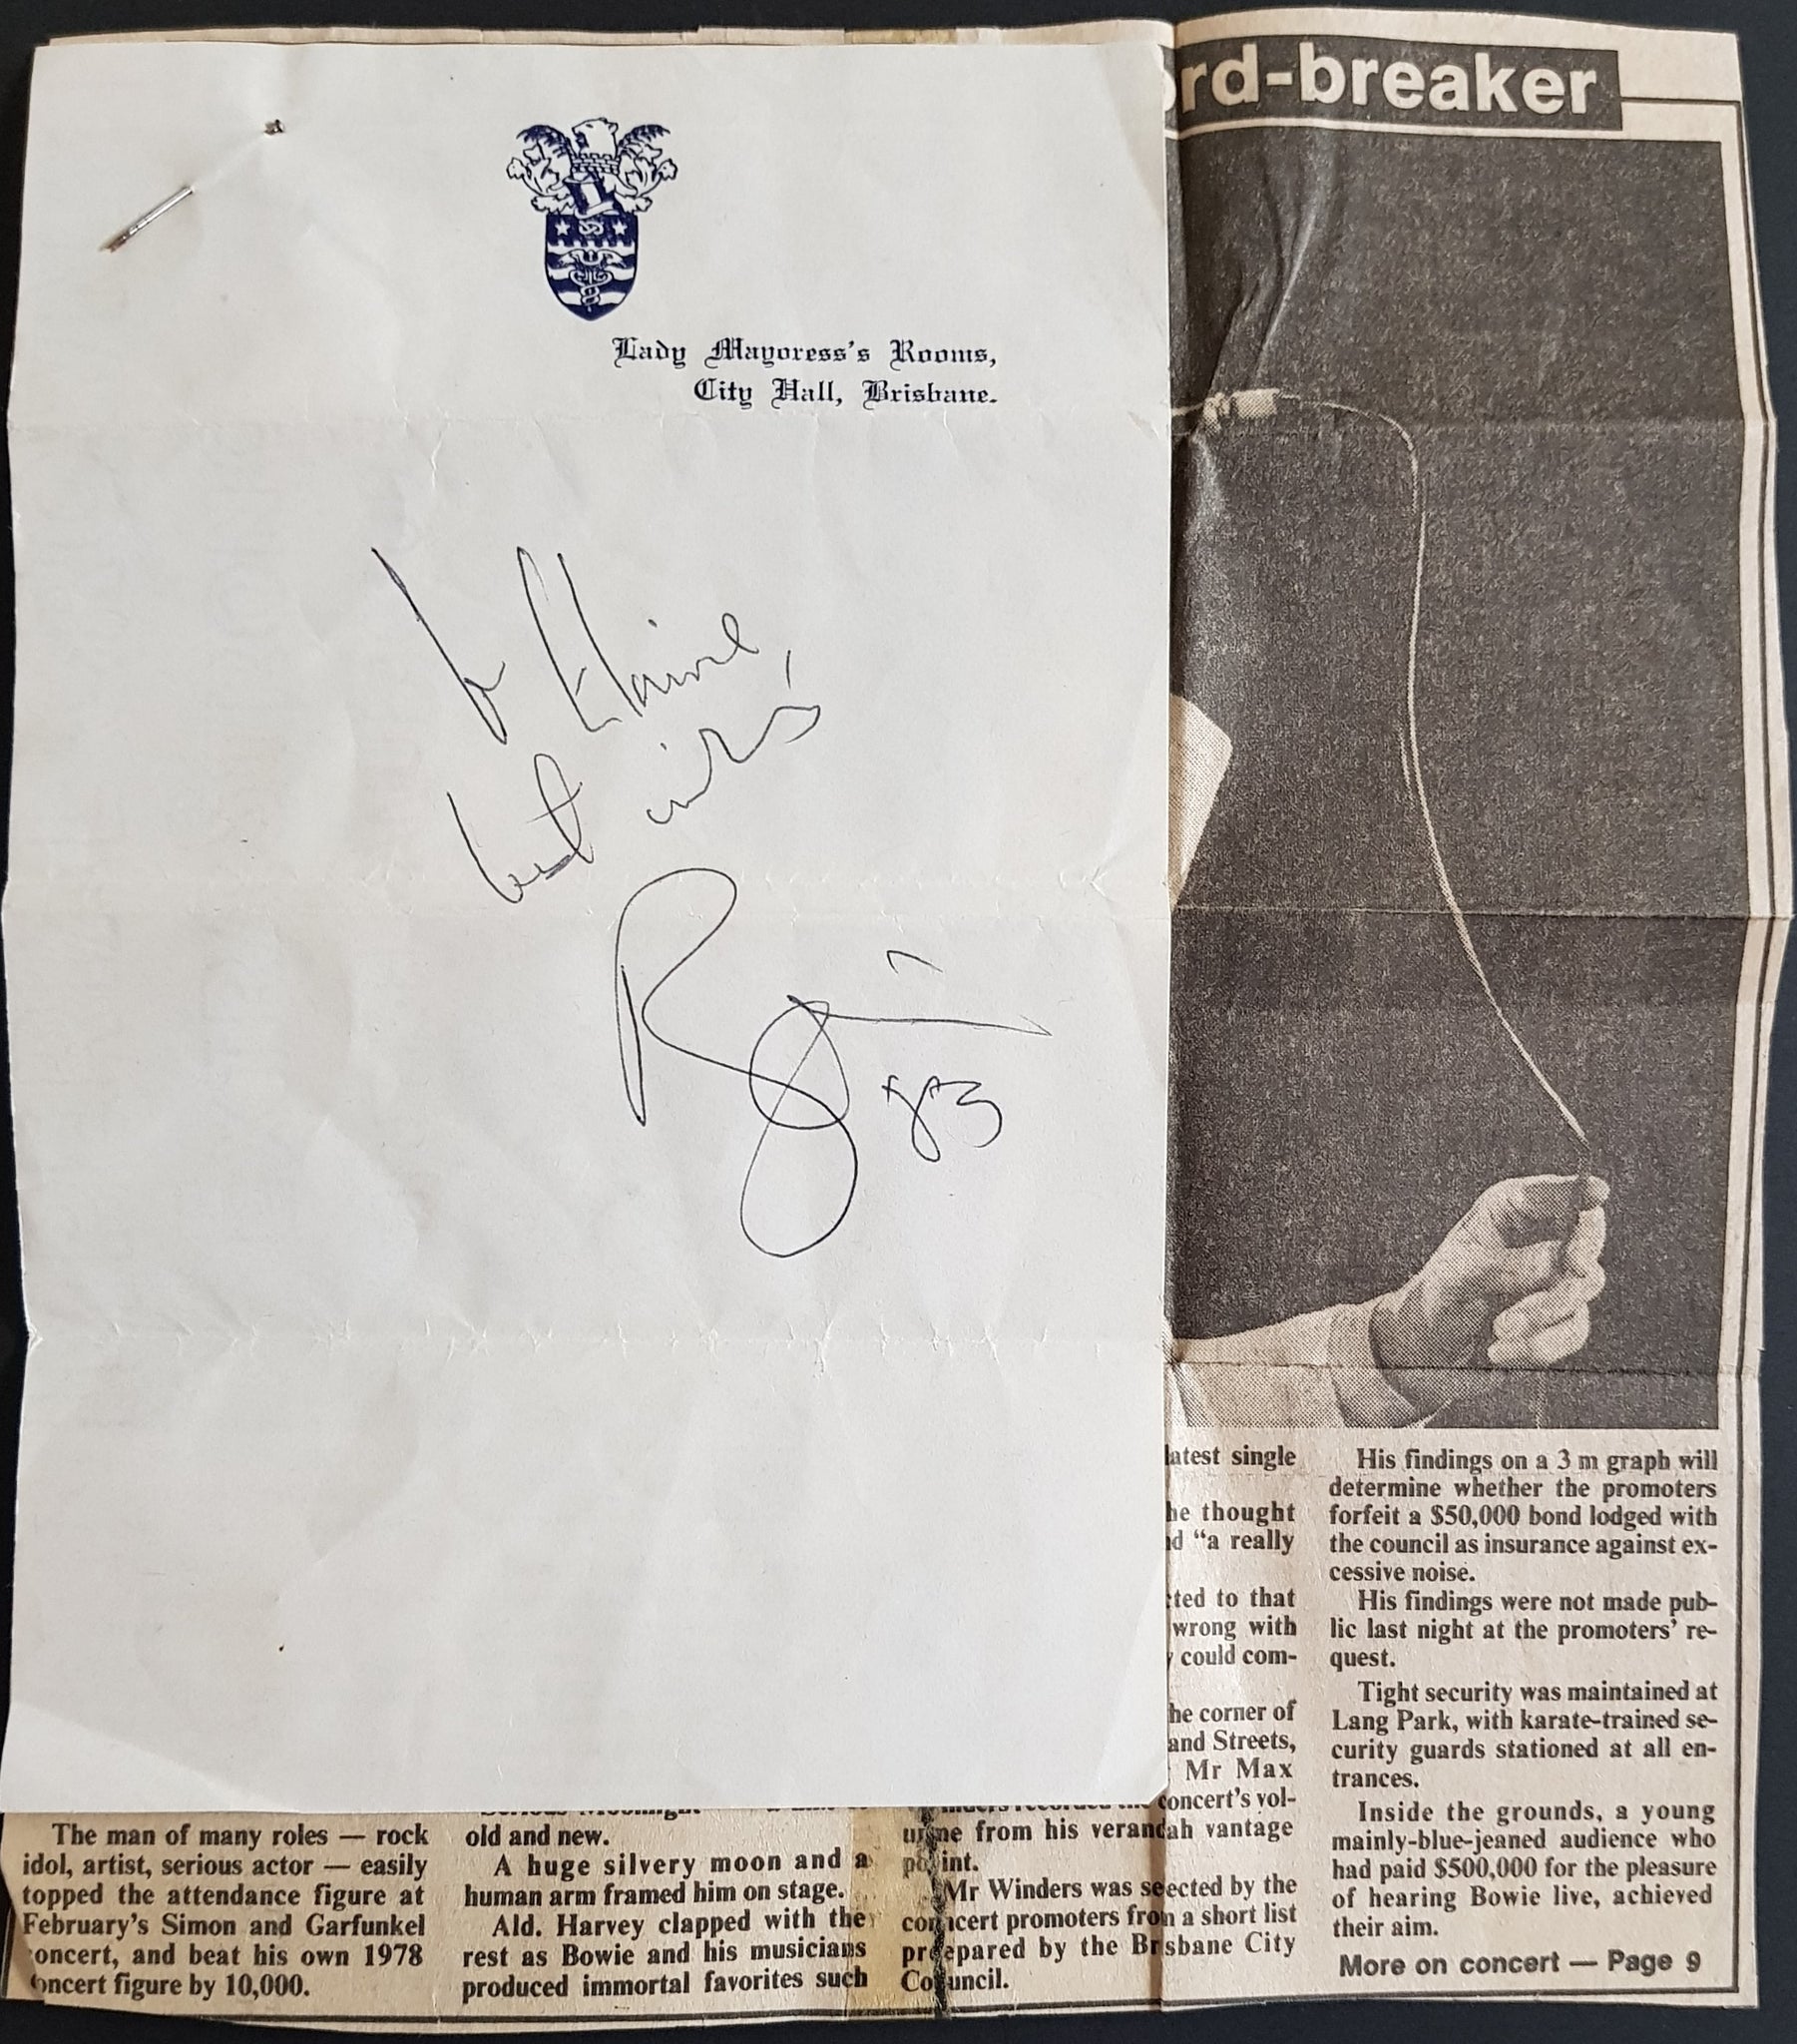 rd-breaker
Lady Mayoress's Rooms,
City Hall, Brisbane.
for Elaine,
best wishes,
Bowie
83
The man of many roles — rock
idol, artist, serious actor — easily
topped the attendance figure at
February's Simon and Garfunkel
concert, and beat his own 1978
concert figure by 10,000.
old and new.
A huge silvery moon and a
human arm framed him on stage.
Ald. Harvey clapped with the
rest as Bowie and his musicians
produced immortal favorites such
latest single
he thought
“a really
ted to that
wrong with
could com-
he corner of
and Streets,
Mr Max
concert's vol-
ume from his verandah vantage
point.
Mr Winders was selected by the
concert promoters from a short list
prepared by the Brisbane City
Council.
His findings on a 3 m graph will
determine whether the promoters
forfeit a $50,000 bond lodged with
the council as insurance against ex-
cessive noise.
His findings were not made pub-
lic last night at the promoters' re-
quest.
Tight security was maintained at
Lang Park, with karate-trained se-
curity guards stationed at all en-
trances.
Inside the grounds, a young
mainly-blue-jeaned audience who
had paid $500,000 for the pleasure
of hearing Bowie live, achieved
their aim.
More on concert — Page 9